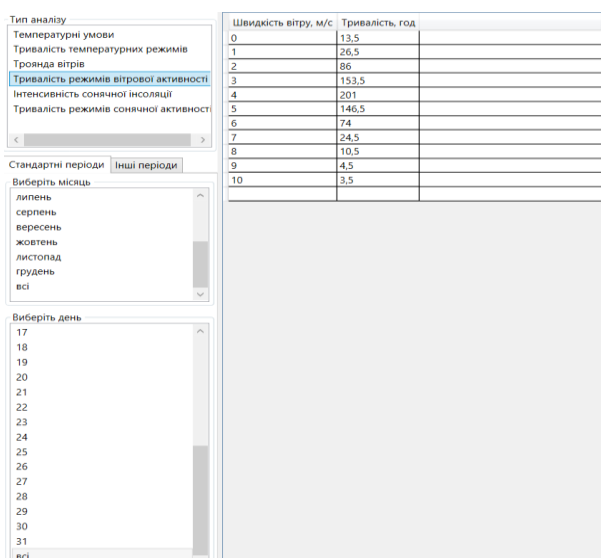 Тип аналізу
Температурні умови
Тривалість температурних режимів
Троянда вітрів
Тривалість режимів вітрової активності
Інтенсивність сонячної інсоляції
Тривалість режимів сонячної активності
Стандартні періоди Інші періоди
Виберіть місяць
липень
серпень
вересень
жовтень
листопад
грудень
всі
Виберіть день
17
18
19
20
21
22
23
24
25
26
27
28
29
30
31
всі
Швидкість вітру, м/с Тривалість, год
0 13,5
1 26,5
2 86
3 153,5
4 201
5 146,5
6 74
7 24,5
8 10,5
9 4,5
10 3,5